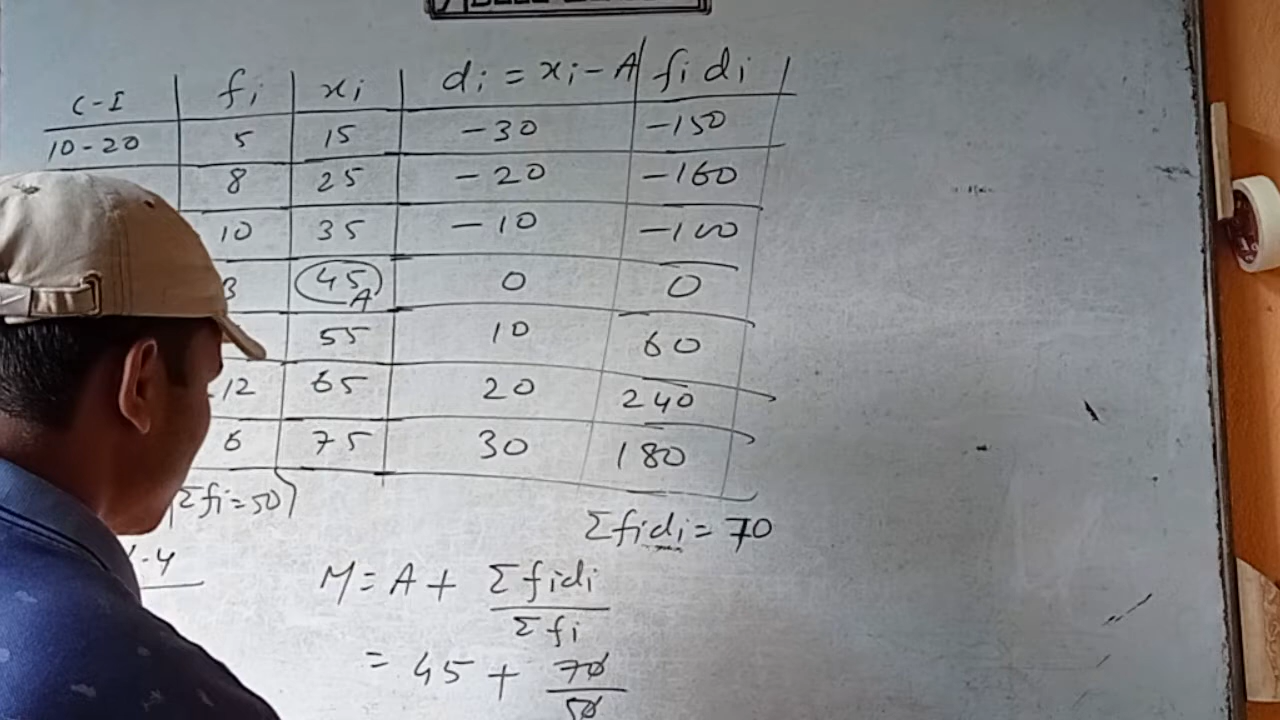 C-I fi xi di = xi - A fi di
10-20 5 15 -30 -150
8 25 -20 -160
10 35 -10 -100
3 45 A 0 0
55 10 60
12 65 20 240
6 75 30 180
Σfi = 50
Σfidi = 70
M = A + Σfidi / Σfi
= 45 + 70 / 50